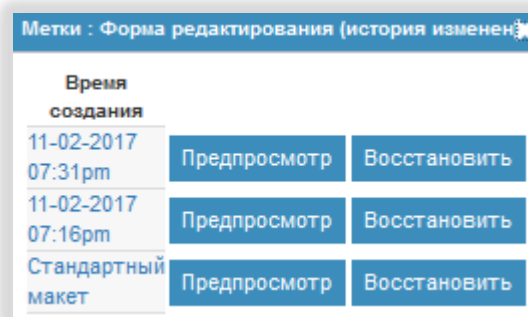 Метки : Форма редактирования (история изменен
Время
создания
11-02-2017
07:31pm
Предпросмотр Восстановить
11-02-2017
07:16pm
Предпросмотр Восстановить
Стандартный
макет
Предпросмотр Восстановить